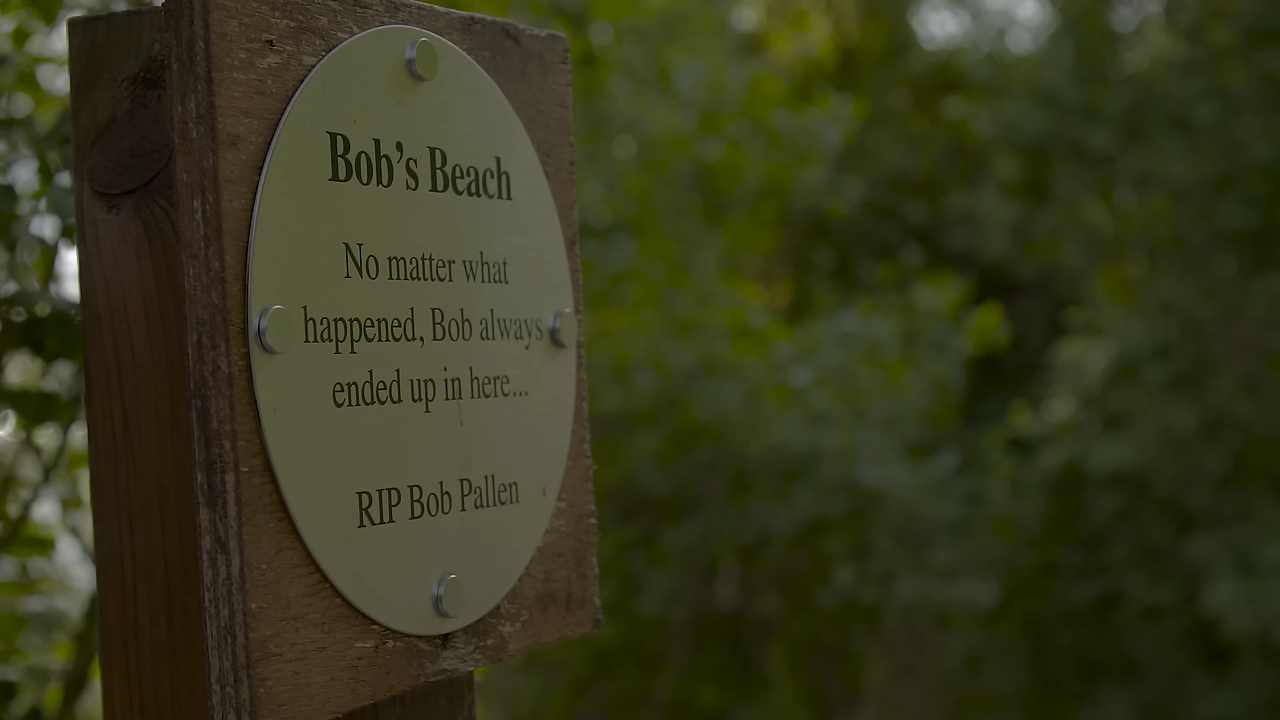 Bob's Beach
No matter what
happened, Bob always
ended up in here...
RIP Bob Pallen